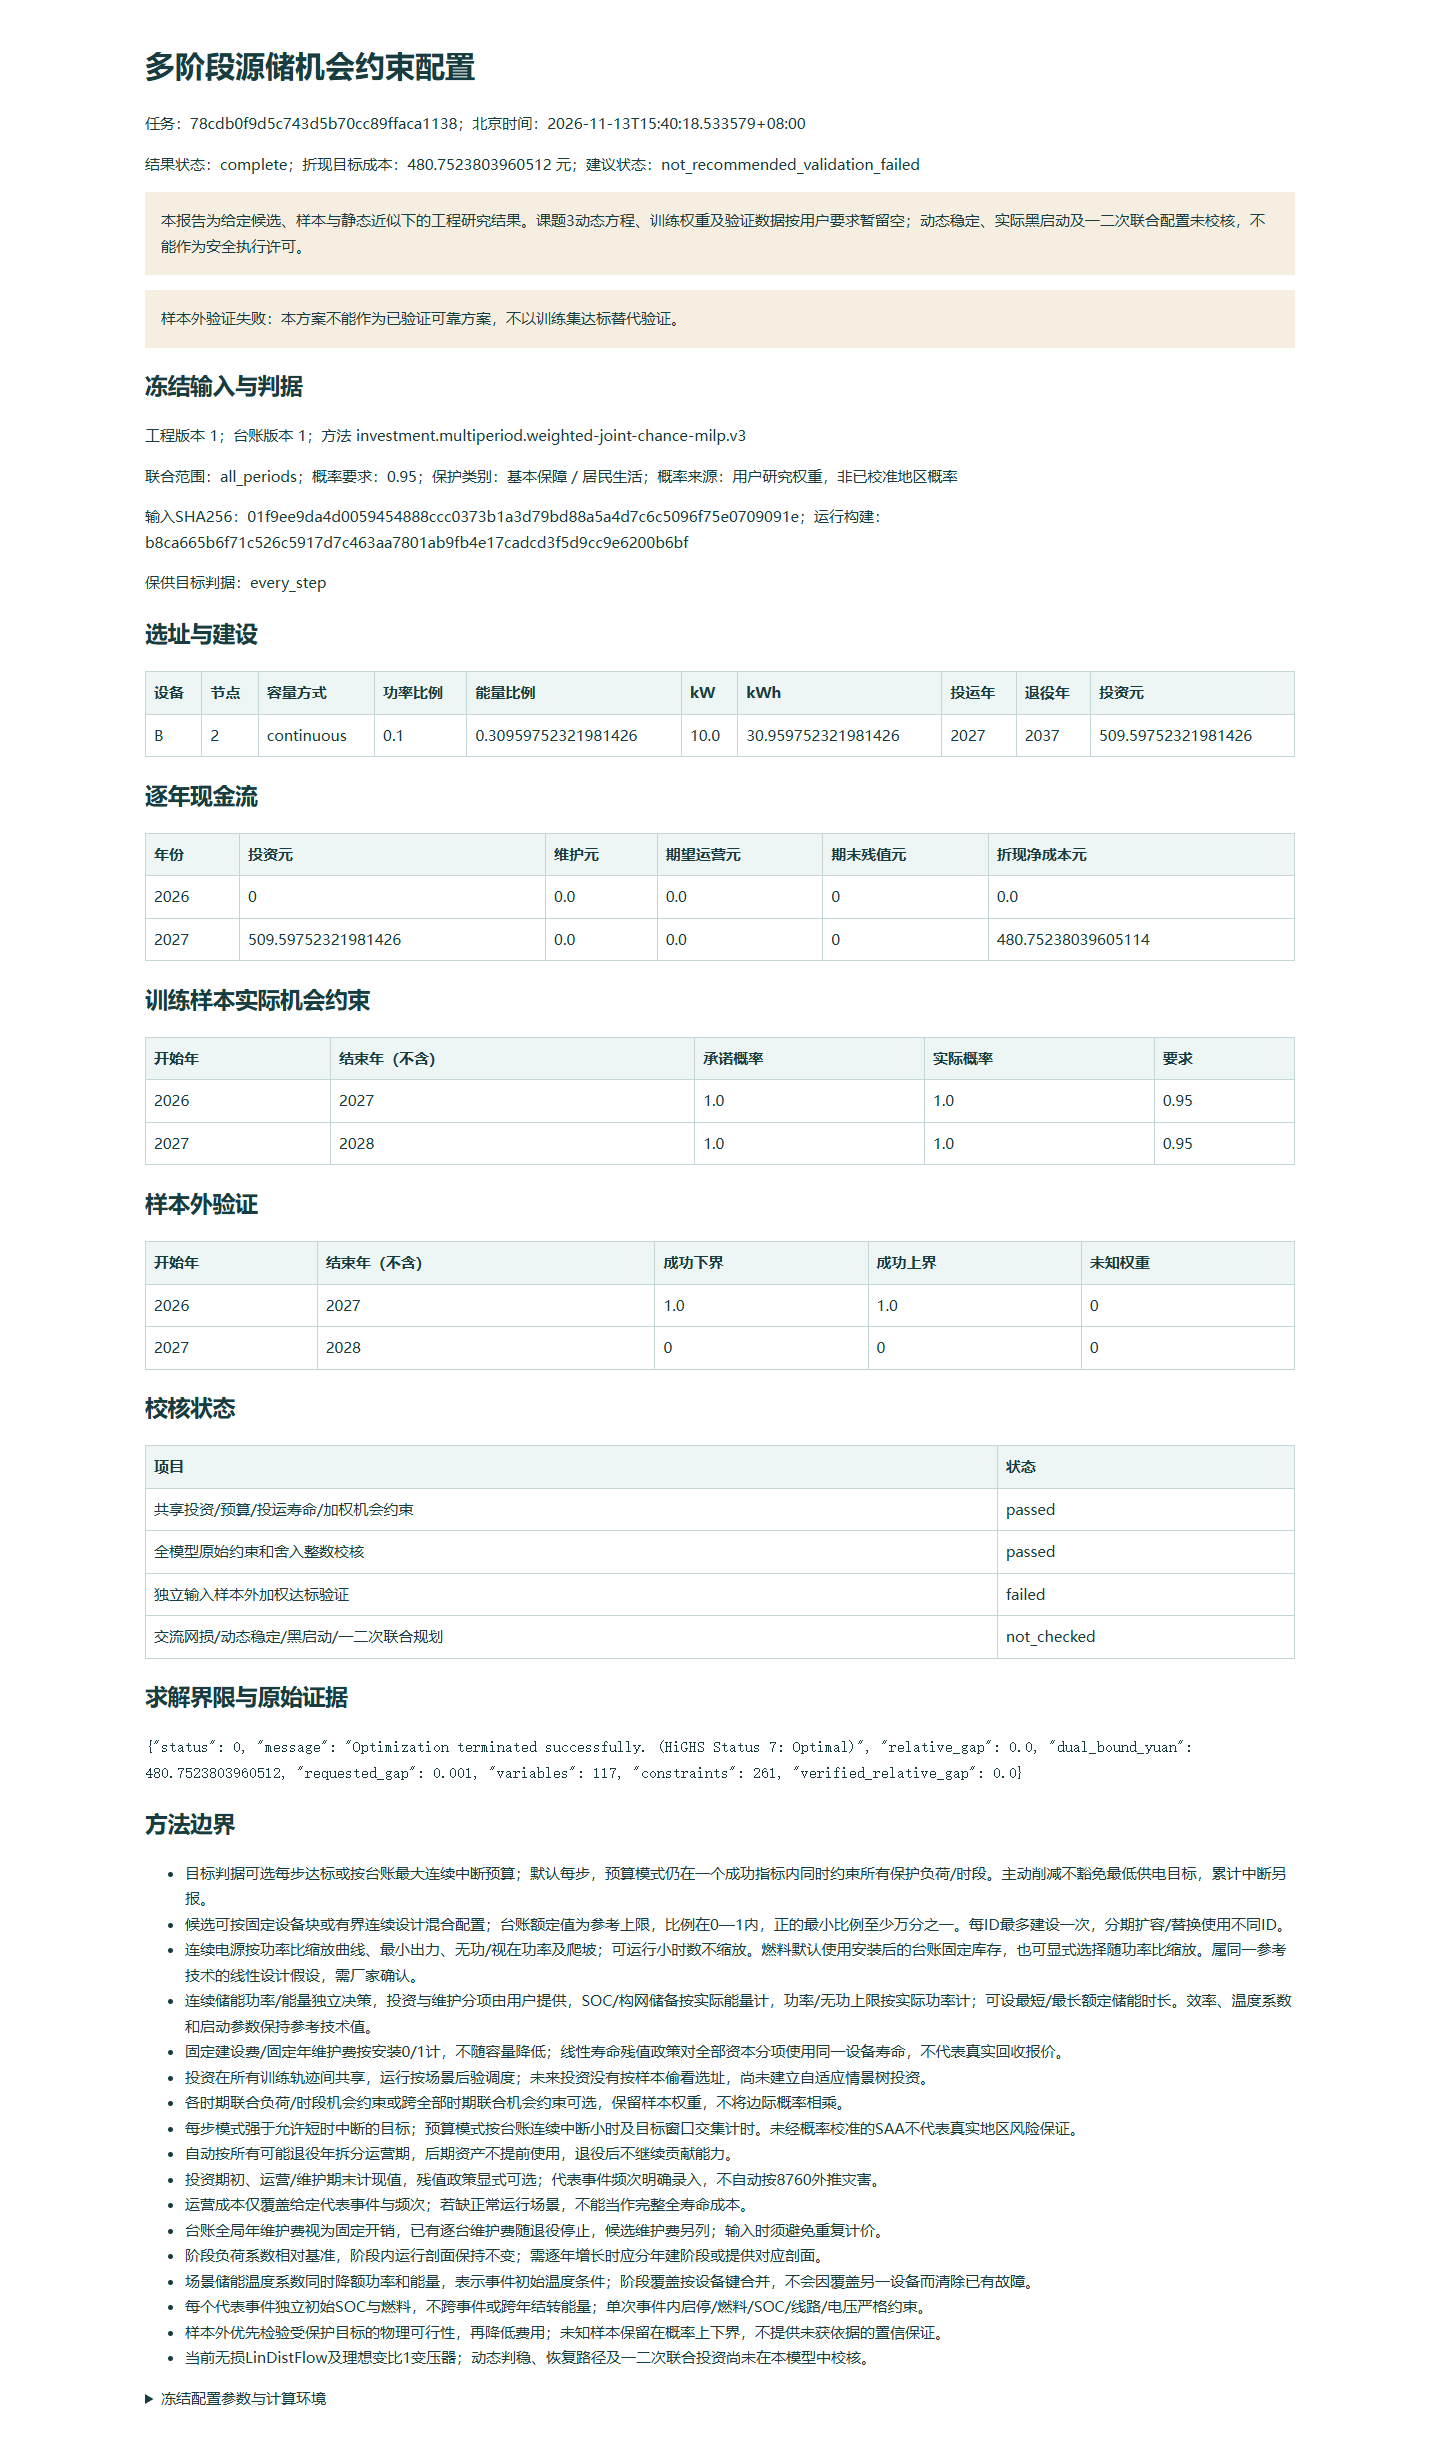 多阶段源储机会约束配置
任务：78cdb0f9d5c743d5b70cc89ffaca1138；北京时间：2026-11-13T15:40:18.533579+08:00
结果状态：complete；折现目标成本：480.7523803960512 元；建议状态：not_recommended_validation_failed
本报告为给定候选、样本与静态近似下的工程研究结果。课题3动态方程、训练权重及验证数据按用户要求暂留空；动态稳定、实际黑启动及一二次联合配置未校核，不
能作为安全执行许可。
样本外验证失败：本方案不能作为已验证可靠方案，不以训练集达标替代验证。
冻结输入与判据
工程版本 1；台账版本 1；方法 investment.multiperiod.weighted-joint-chance-milp.v3
联合范围：all_periods；概率要求：0.95；保护类别：基本保障 / 居民生活；概率来源：用户研究权重，非已校准地区概率
输入SHA256：01f9ee9da4d0059454888ccc0373b1a3d79bd88a5a4d7c6c5096f75e0709091e；运行构建：
b8ca665b6f71c526c5917d7c463aa7801ab9fb4e17cadcd3f5d9cc9e6200b6bf
保供目标判据：every_step
选址与建设
设备 节点 容量方式 功率比例 能量比例 kW kWh 投运年 退役年 投资元
B 2 continuous 0.1 0.30959752321981426 10.0 30.959752321981426 2027 2037 509.59752321981426
逐年现金流
年份 投资元 维护元 期望运营元 期末残值元 折现净成本元
2026 0 0.0 0.0 0 0.0
2027 509.59752321981426 0.0 0.0 0 480.75238039605114
训练样本实际机会约束
开始年 结束年（不含） 承诺概率 实际概率 要求
2026 2027 1.0 1.0 0.95
2027 2028 1.0 1.0 0.95
样本外验证
开始年 结束年（不含） 成功下界 成功上界 未知权重
2026 2027 1.0 1.0 0
2027 2028 0 0 0
校核状态
项目 状态
共享投资/预算/投运寿命/加权机会约束 passed
全模型原始约束和舍入整数校核 passed
独立输入样本外加权达标验证 failed
交流网损/动态稳定/黑启动/一二次联合规划 not_checked
求解界限与原始证据
{"status": 0, "message": "Optimization terminated successfully. (HiGHS Status 7: Optimal)", "relative_gap": 0.0, "dual_bound_yuan":
480.7523803960512, "requested_gap": 0.001, "variables": 117, "constraints": 261, "verified_relative_gap": 0.0}
方法边界
• 目标判据可选每步达标或按台账最大连续中断预算；默认每步，预算模式仍在一个成功指标内同时约束所有保护负荷/时段。主动削减不豁免最低供电目标，累计中断另
报。
• 候选可按固定设备块或有界连续设计混合配置；台账额定值为参考上限，比例在0—1内，正的最小比例至少万分之一。每ID最多建设一次，分期扩容/替换使用不同ID。
• 连续电源按功率比缩放曲线、最小出力、无功/视在功率及爬坡；可运行小时数不缩放。燃料默认使用安装后的台账固定库存，也可显式选择随功率比缩放。属同一参考
技术的线性设计假设，需厂家确认。
• 连续储能功率/能量独立决策，投资与维护分项由用户提供，SOC/构网储备按实际能量计，功率/无功上限按实际功率计；可设最短/最长额定储能时长。效率、温度系数
和启动参数保持参考技术值。
• 固定建设费/固定年维护费按安装0/1计，不随容量降低；线性寿命残值政策对全部资本分项使用同一设备寿命，不代表真实回收报价。
• 投资在所有训练轨迹间共享，运行按场景后验调度；未来投资没有按样本偷看选址，尚未建立自适应情景树投资。
• 各时期联合负荷/时段机会约束或跨全部时期联合机会约束可选，保留样本权重，不将边际概率相乘。
• 每步模式强于允许短时中断的目标；预算模式按台账连续中断小时及目标窗口交集计时。未经概率校准的SAA不代表真实地区风险保证。
• 自动按所有可能退役年拆分运营期，后期资产不提前使用，退役后不继续贡献能力。
• 投资期初、运营/维护期末计现值，残值政策显式可选；代表事件频次明确录入，不自动按8760外推灾害。
• 运营成本仅覆盖给定代表事件与频次；若缺正常运行场景，不能当作完整全寿命成本。
• 台账全局年维护费视为固定开销，已有逐台维护费随退役停止，候选维护费另列；输入时须避免重复计价。
• 阶段负荷系数相对基准，阶段内运行剖面保持不变；需逐年增长时应分年建阶段或提供对应剖面。
• 场景储能温度系数同时降额功率和能量，表示事件初始温度条件；阶段覆盖按设备键合并，不会因覆盖另一设备而清除已有故障。
• 每个代表事件独立初始SOC与燃料，不跨事件或跨年结转能量；单次事件内启停/燃料/SOC/线路/电压严格约束。
• 样本外优先检验受保护目标的物理可行性，再降低费用；未知样本保留在概率上下界，不提供未获依据的置信保证。
• 当前无损LinDistFlow及理想变比1变压器；动态判稳、恢复路径及一二次联合投资尚未在本模型中校核。
▶ 冻结配置参数与计算环境